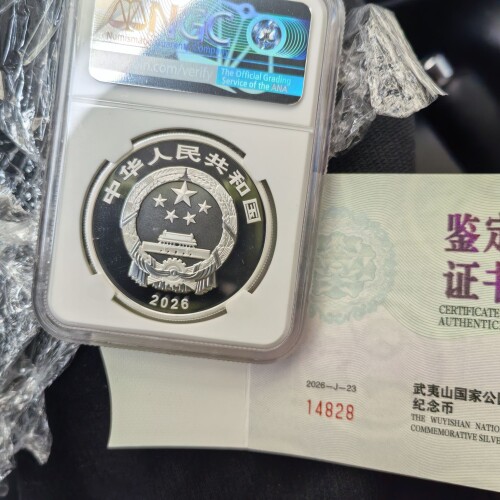 NGC
The Official Grading
Service of the ANA
中华人民共和国
2026
鉴定
证书
CERTIFICATE
AUTHENTIC
2026-J-23
14828
武夷山国家公
纪念币
THE WUYISHAN NATION
COMMEMORATIVE SILVE